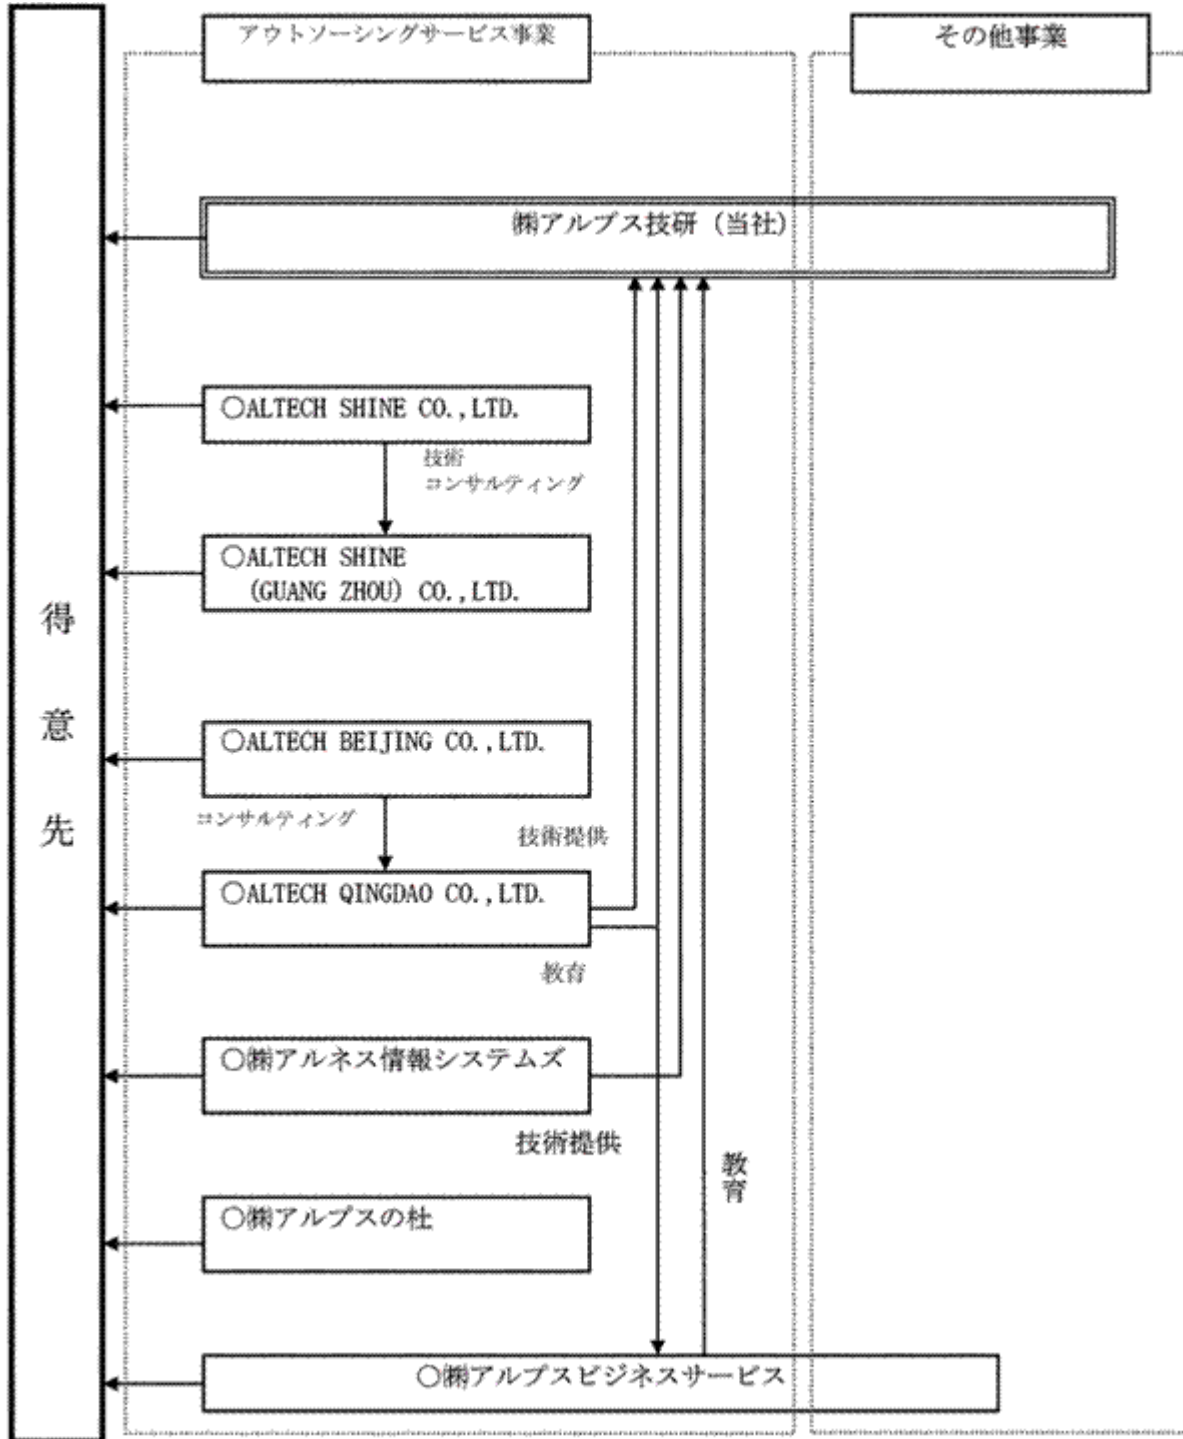 アウトソーシングサービス事業
その他事業
㈱アルプス技研（当社）
○ALTECH SHINE CO.,LTD.
技術
コンサルティング
○ALTECH SHINE
(GUANG ZHOU) CO.,LTD.
得意先
○ALTECH BEIJING CO.,LTD.
コンサルティング
技術提供
○ALTECH QINGDAO CO.,LTD.
教育
○㈱アルネス情報システムズ
技術提供
教育
○㈱アルプスの杜
○㈱アルプスビジネスサービス